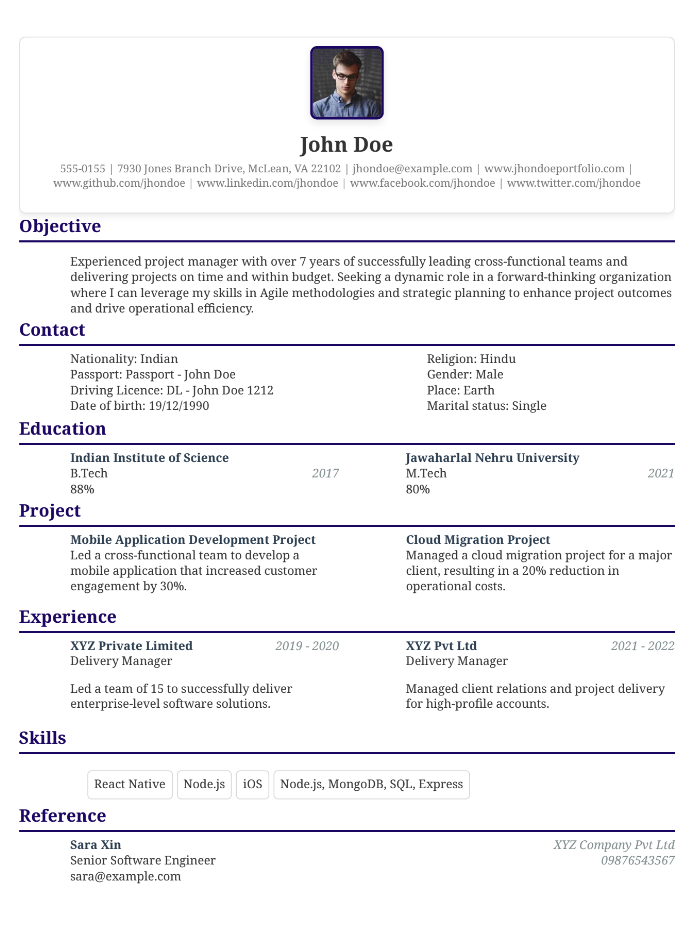 John Doe
555-0155 | 7930 Jones Branch Drive, McLean, VA 22102 | jhondoe@example.com | www.jhondoeportfolio.com |
www.github.com/jhondoe | www.linkedin.com/jhondoe | www.facebook.com/jhondoe | www.twitter.com/jhondoe
Objective
Experienced project manager with over 7 years of successfully leading cross-functional teams and
delivering projects on time and within budget. Seeking a dynamic role in a forward-thinking organization
where I can leverage my skills in Agile methodologies and strategic planning to enhance project outcomes
and drive operational efficiency.
Contact
Nationality: Indian
Passport: Passport - John Doe
Driving Licence: DL - John Doe 1212
Date of birth: 19/12/1990
Religion: Hindu
Gender: Male
Place: Earth
Marital status: Single
Education
Indian Institute of Science
B.Tech 2017
88%
Jawaharlal Nehru University
M.Tech 2021
80%
Project
Mobile Application Development Project
Led a cross-functional team to develop a
mobile application that increased customer
engagement by 30%.
Cloud Migration Project
Managed a cloud migration project for a major
client, resulting in a 20% reduction in
operational costs.
Experience
XYZ Private Limited 2019 - 2020
Delivery Manager
Led a team of 15 to successfully deliver
enterprise-level software solutions.
XYZ Pvt Ltd 2021 - 2022
Delivery Manager
Managed client relations and project delivery
for high-profile accounts.
Skills
React Native Node.js iOS Node.js, MongoDB, SQL, Express
Reference
Sara Xin XYZ Company Pvt Ltd
Senior Software Engineer 09876543567
sara@example.com